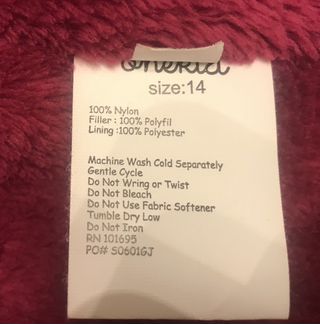 onekid
size:14
100% Nylon
Filler : 100% Polyfil
Lining :100% Polyester
Machine Wash Cold Separately
Gentle Cycle
Do Not Wring or Twist
Do Not Bleach
Do Not Use Fabric Softener
Tumble Dry Low
Do Not Iron
RN 101695
PO# S0601GJ